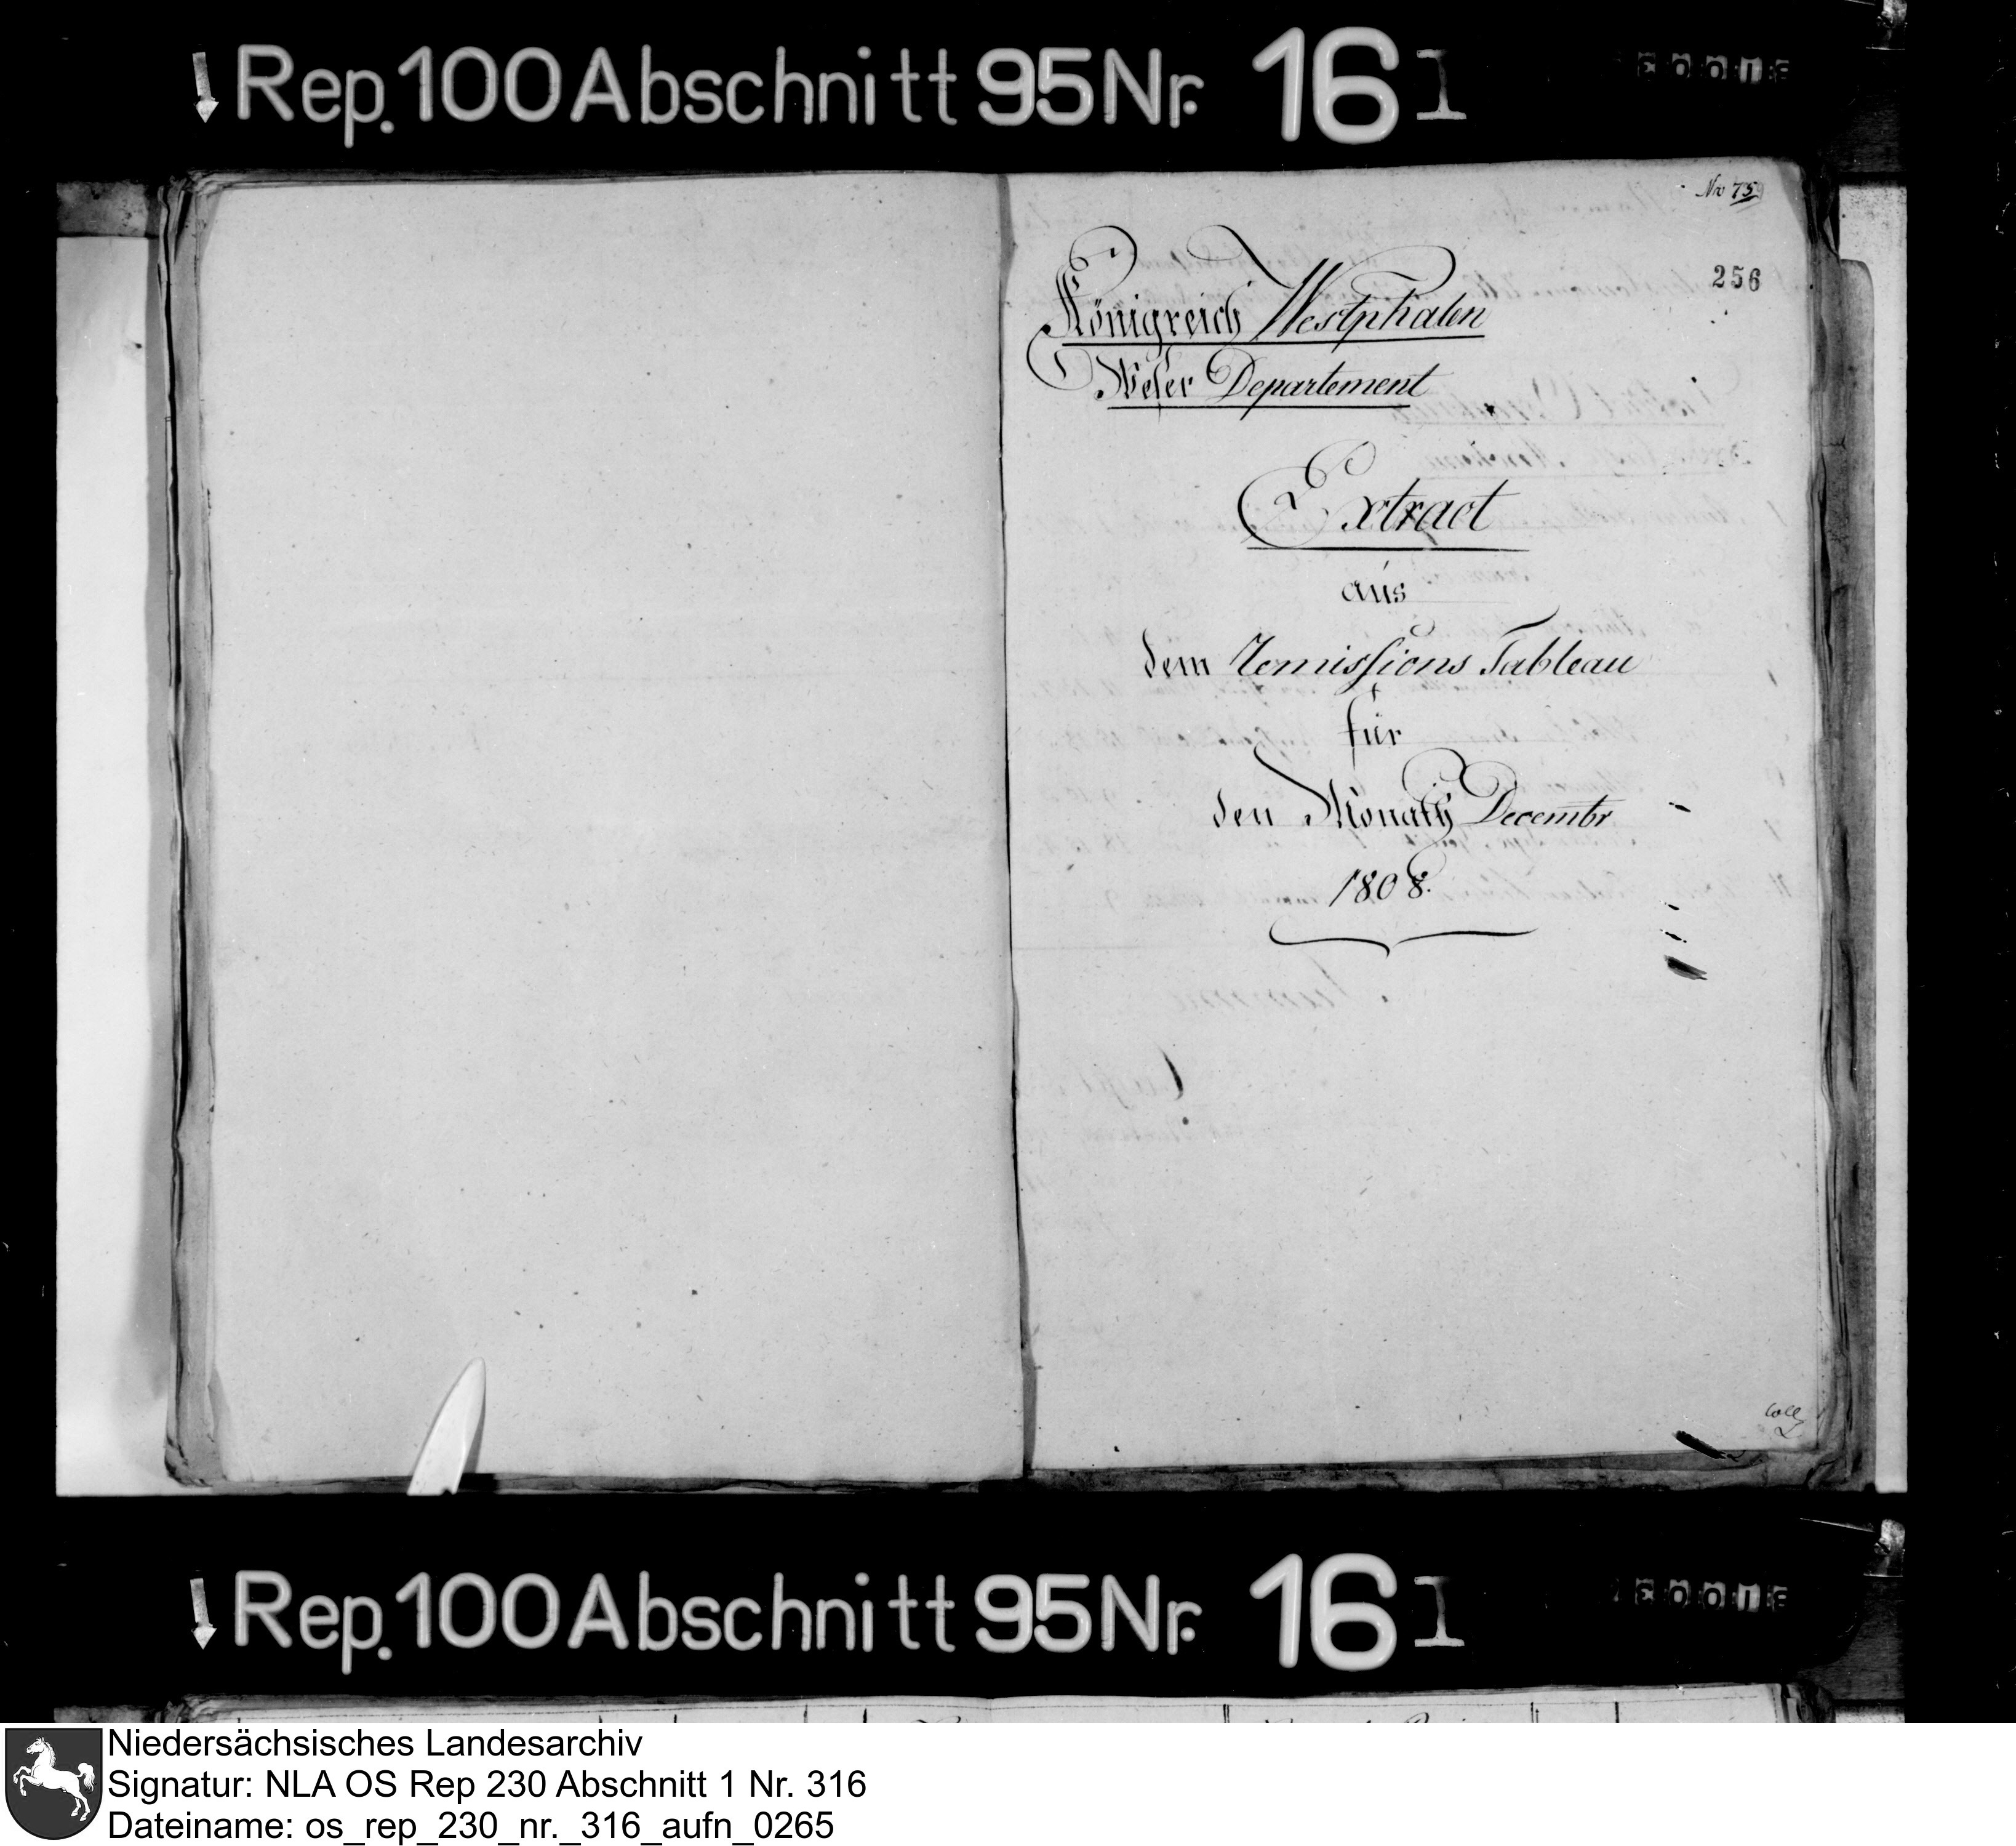 Rep. 100 Abschnitt 95 Nr. 16 I
No 75
256
Königreich Westphalen
Weser Departement
Extract
aus
dem Remissions Tableau
für
den Monath Decembr
1808.
Coll
Rep. 100 Abschnitt 95 Nr. 16 I
Niedersächsisches Landesarchiv
Signatur: NLA OS Rep 230 Abschnitt 1 Nr. 316
Dateiname: os_rep_230_nr._316_aufn_0265